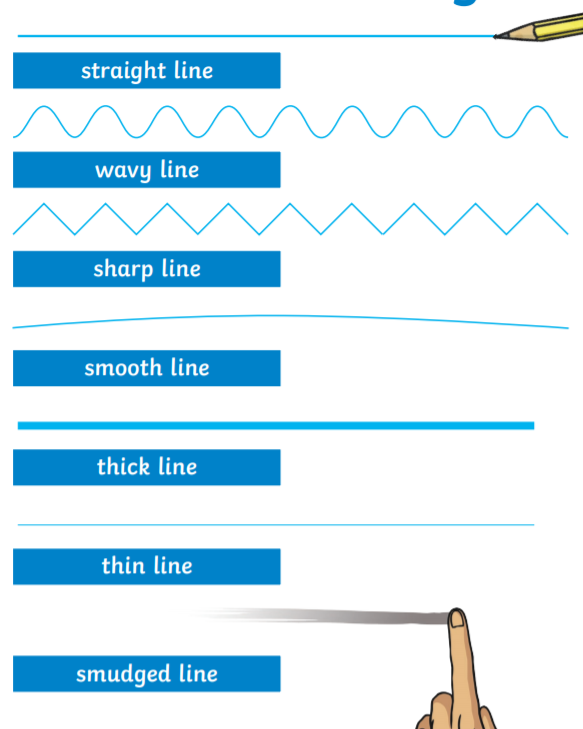 straight line
wavy line
sharp line
smooth line
thick line
thin line
smudged line